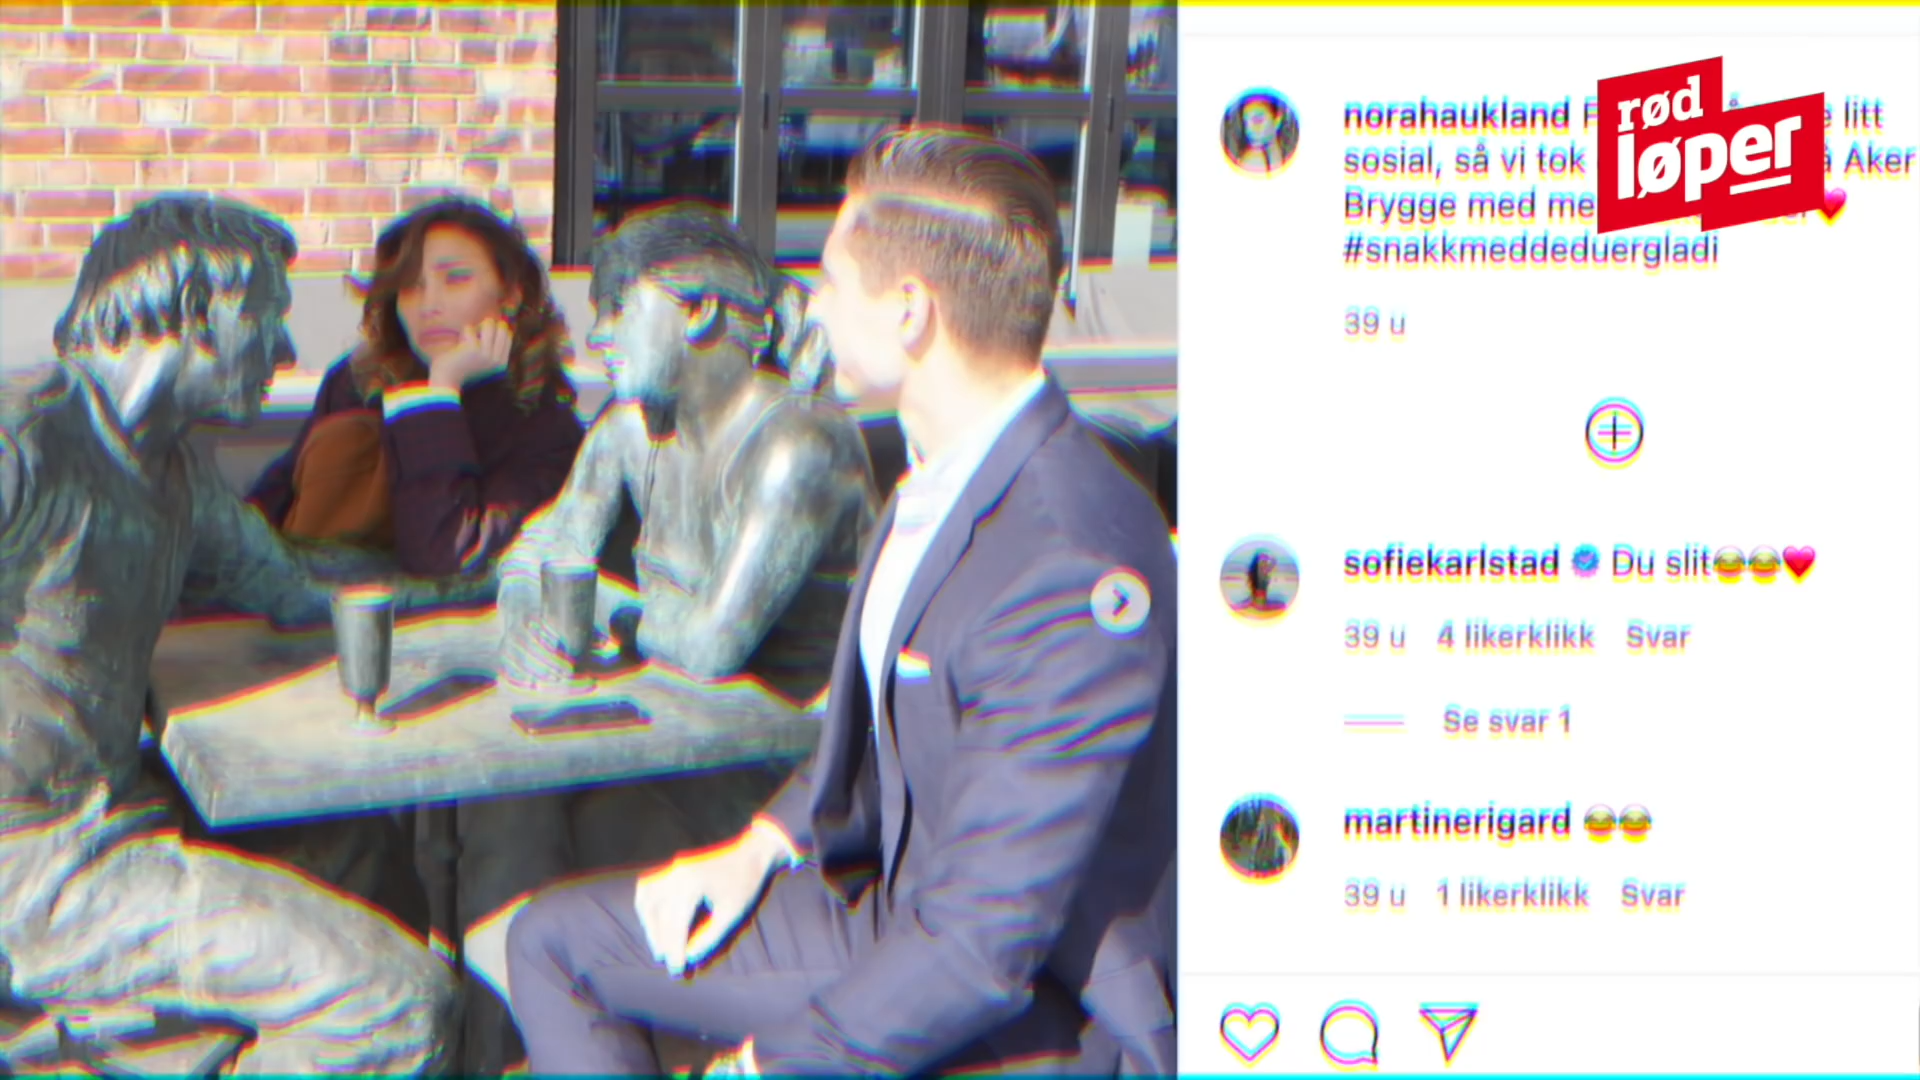 norahaukland
litt
sosial, så vi tok
Aker
Brygge med
#snakkmeddeduergladi
39 u
rød
løper
sofiekarlstad Du slit😂😂❤️
39 u 4 likerklikk Svar
Se svar 1
martinerigard 😂😂
39 u 1 likerklikk Svar